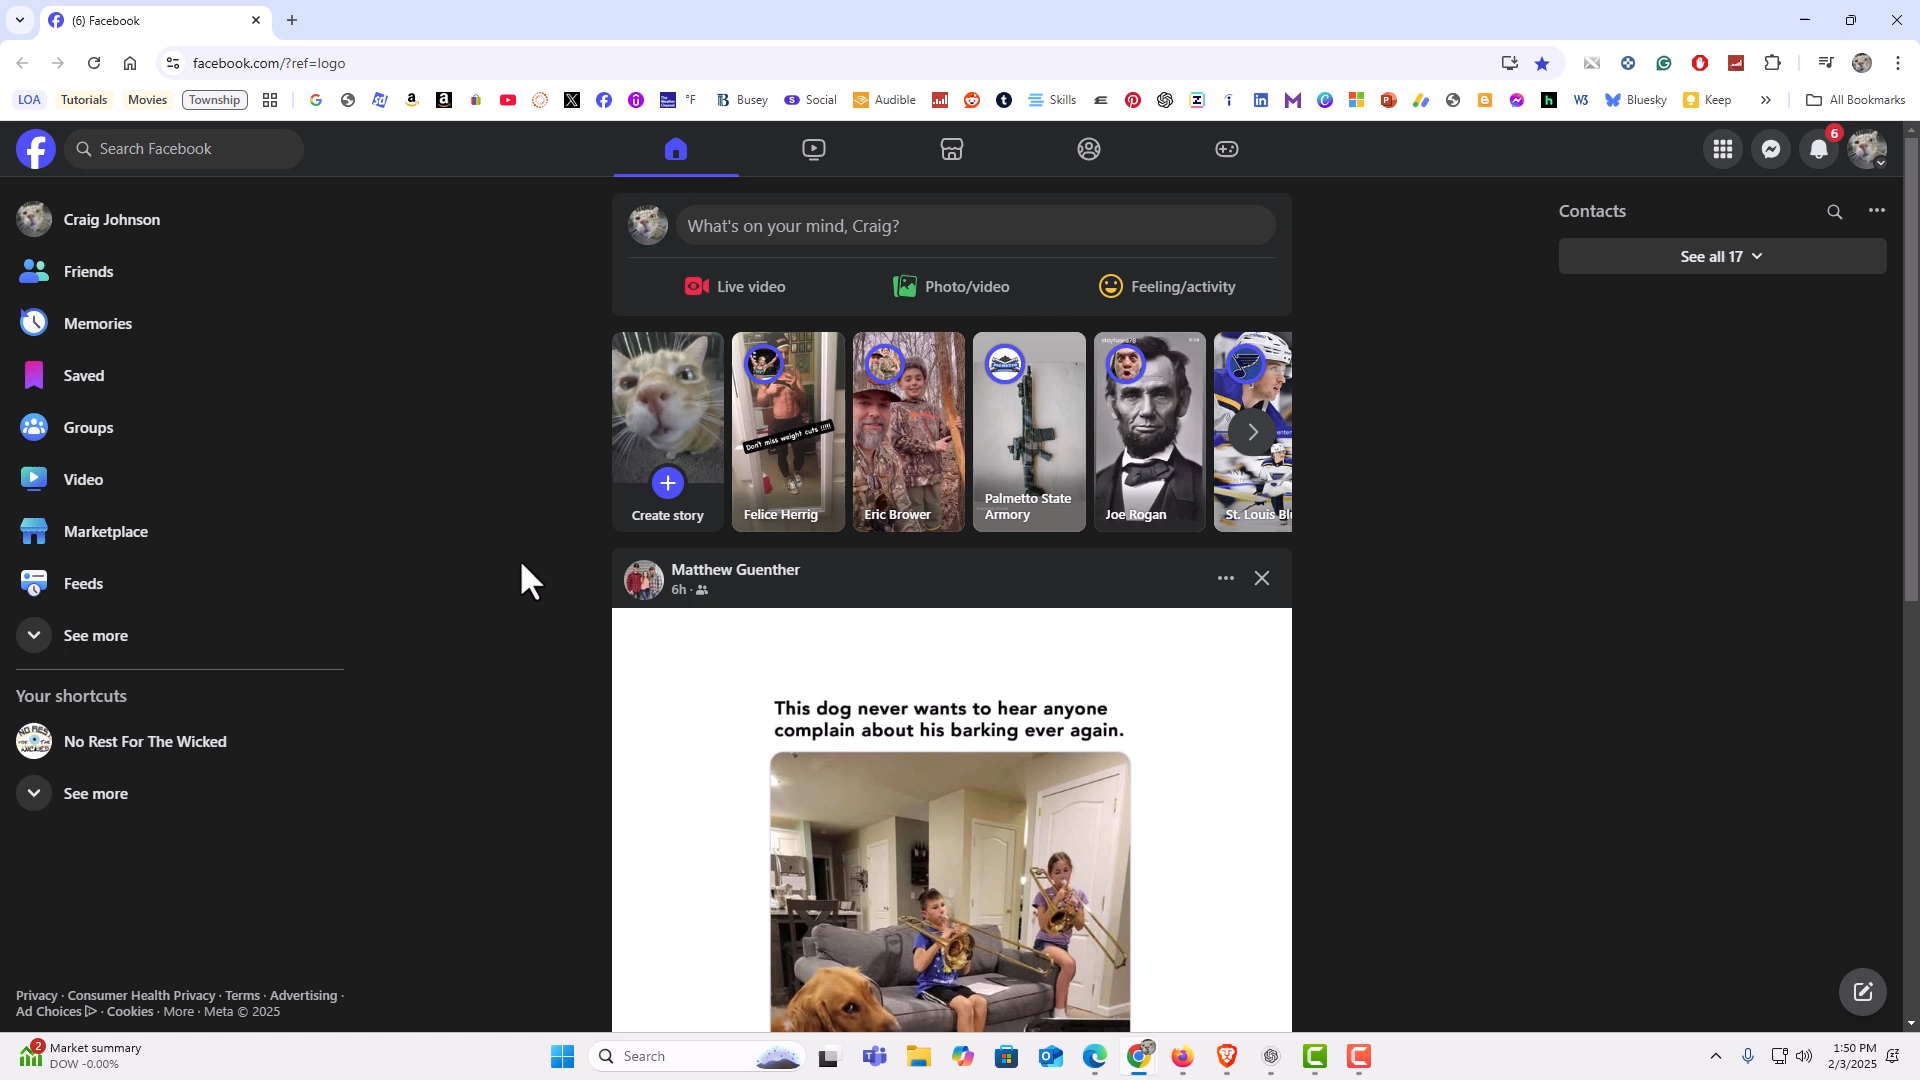 (6) Facebook
facebook.com/?ref=logo
LOA Tutorials Movies Township °F Busey Social Audible Skills W3 Bluesky Keep » All Bookmarks
Search Facebook
6
Craig Johnson
Friends
Memories
Saved
Groups
Video
Marketplace
Feeds
See more
Your shortcuts
No Rest For The Wicked
See more
Privacy · Consumer Health Privacy · Terms · Advertising ·
Ad Choices · Cookies · More · Meta © 2025
What's on your mind, Craig?
Live video
Photo/video
Feeling/activity
Create story
Don't miss weight cuts !!!!!
Felice Herrig
Eric Brower
Palmetto State
Armory
Joe Rogan
St. Louis Bl
Matthew Guenther
6h ·
This dog never wants to hear anyone
complain about his barking ever again.
Contacts
See all 17
2
Market summary
DOW -0.00%
Search
1:50 PM
2/3/2025